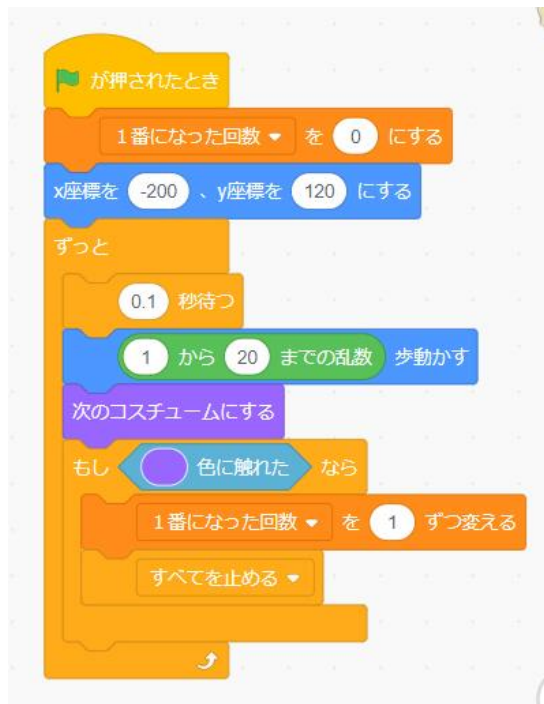 が押されたとき
1番になった回数 を 0 にする
x座標を -200 、y座標を 120 にする
ずっと
0.1 秒待つ
1 から 20 までの乱数 歩動かす
次のコスチュームにする
もし 色に触れた なら
1番になった回数 を 1 ずつ変える
すべてを止める